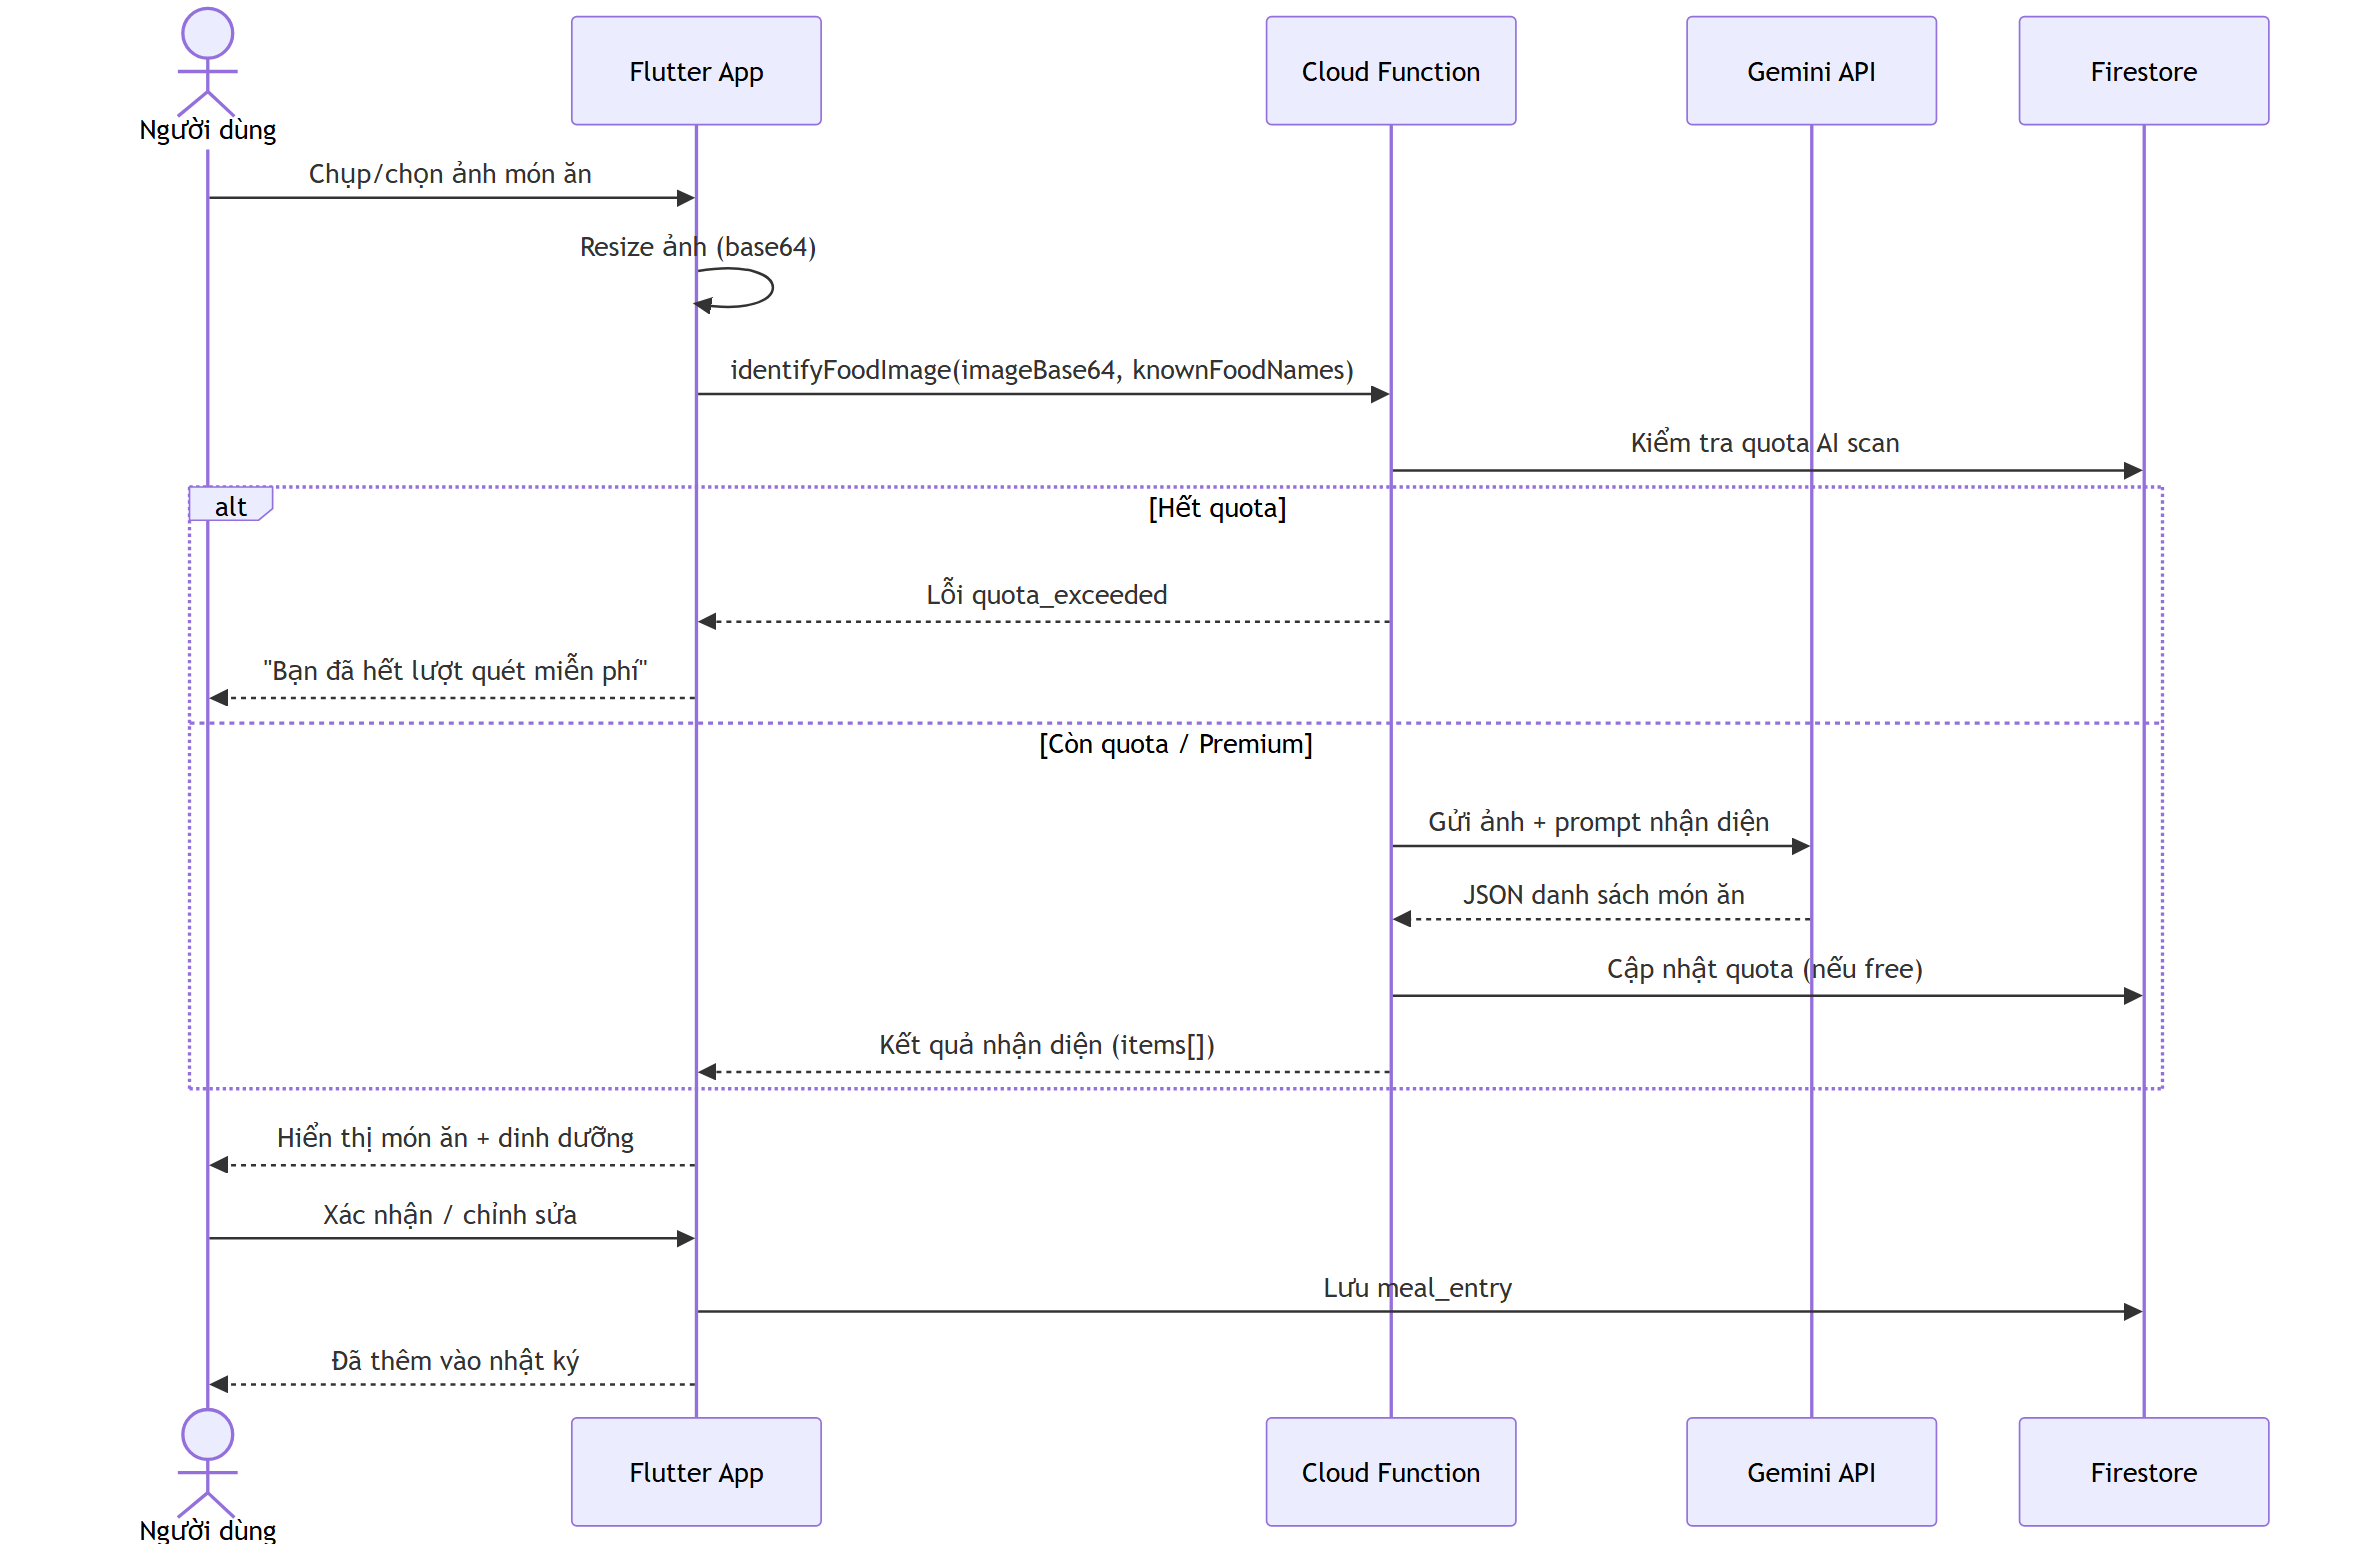 Người dùng
Flutter App
Cloud Function
Gemini API
Firestore
Chụp/chọn ảnh món ăn
Resize ảnh (base64)
identifyFoodImage(imageBase64, knownFoodNames)
Kiểm tra quota AI scan
alt
[Hết quota]
Lỗi quota_exceeded
"Bạn đã hết lượt quét miễn phí"
[Còn quota / Premium]
Gửi ảnh + prompt nhận diện
JSON danh sách món ăn
Cập nhật quota (nếu free)
Kết quả nhận diện (items[])
Hiển thị món ăn + dinh dưỡng
Xác nhận / chỉnh sửa
Lưu meal_entry
Đã thêm vào nhật ký
Người dùng
Flutter App
Cloud Function
Gemini API
Firestore